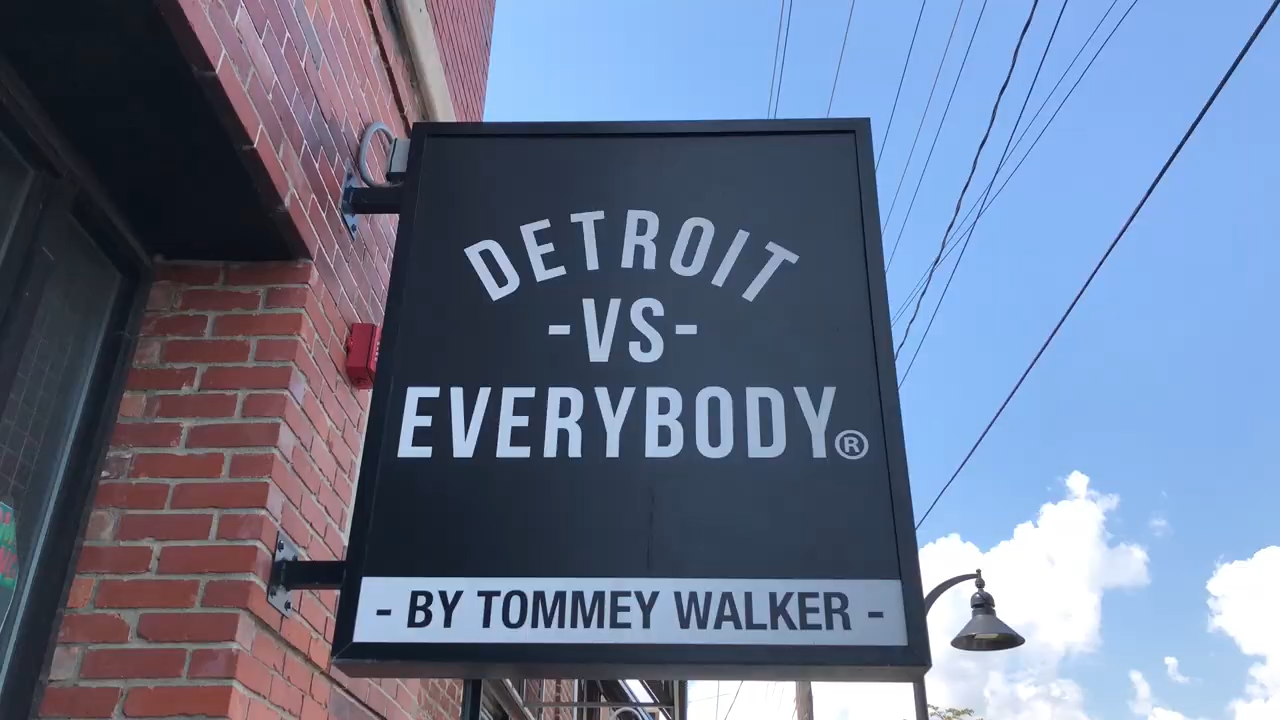 DETROIT
-VS-
EVERYBODY®
- BY TOMMEY WALKER -